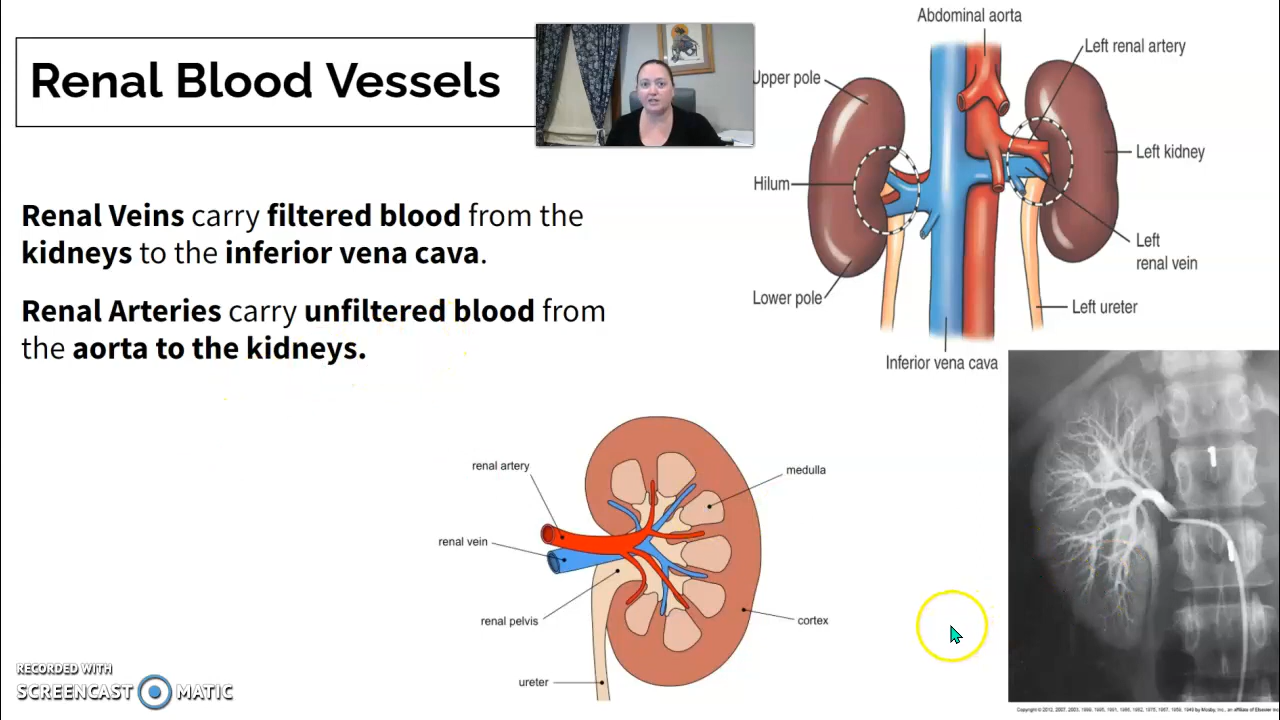 Renal Blood Vessels
Renal Veins carry filtered blood from the
kidneys to the inferior vena cava.
Renal Arteries carry unfiltered blood from
the aorta to the kidneys.
Abdominal aorta
Left renal artery
Upper pole
Left kidney
Hilum
Left
renal vein
Lower pole
Left ureter
Inferior vena cava
renal artery
medulla
renal vein
renal pelvis
cortex
ureter
RECORDED WITH
SCREENCAST MATIC